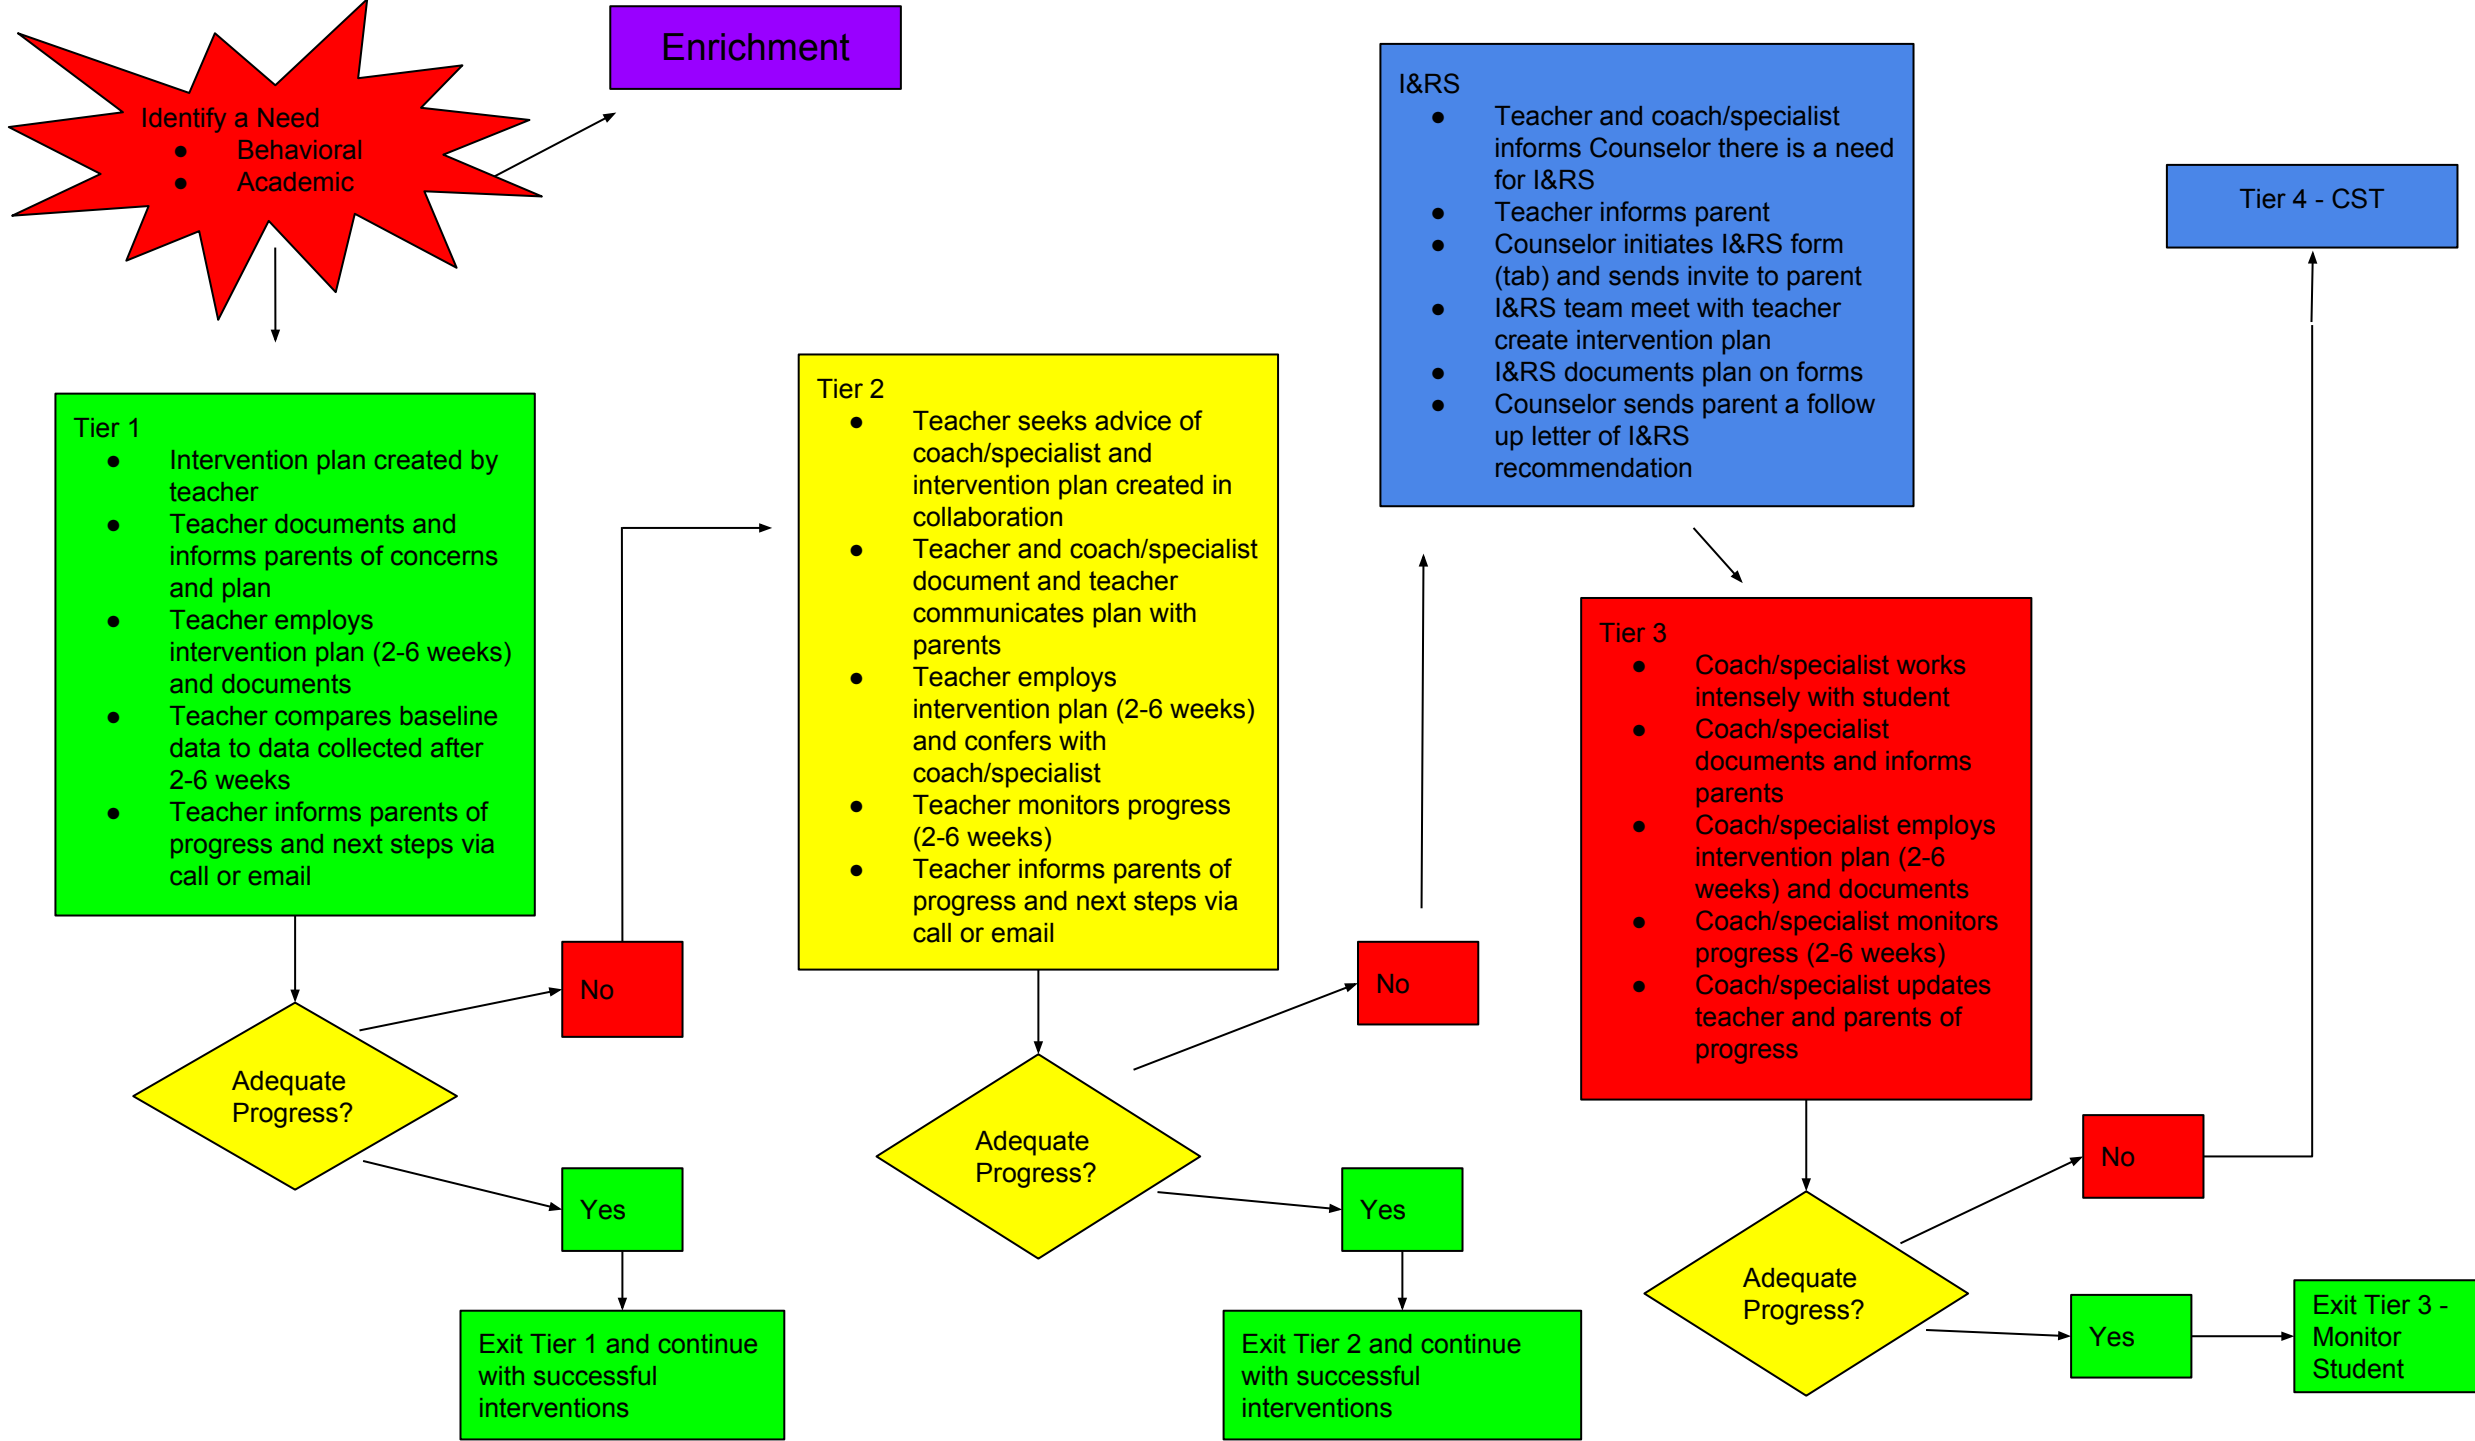 Identify a Need
● Behavioral
● Academic
Enrichment
Tier 1
● Intervention plan created by
teacher
● Teacher documents and
informs parents of concerns
and plan
● Teacher employs
intervention plan (2-6 weeks)
and documents
● Teacher compares baseline
data to data collected after
2-6 weeks
● Teacher informs parents of
progress and next steps via
call or email
Adequate
Progress?
No
Yes
Exit Tier 1 and continue
with successful
interventions
Tier 2
● Teacher seeks advice of
coach/specialist and
intervention plan created in
collaboration
● Teacher and coach/specialist
document and teacher
communicates plan with
parents
● Teacher employs
intervention plan (2-6 weeks)
and confers with
coach/specialist
● Teacher monitors progress
(2-6 weeks)
● Teacher informs parents of
progress and next steps via
call or email
Adequate
Progress?
No
Yes
Exit Tier 2 and continue
with successful
interventions
I&RS
● Teacher and coach/specialist
informs Counselor there is a need
for I&RS
● Teacher informs parent
● Counselor initiates I&RS form
(tab) and sends invite to parent
● I&RS team meet with teacher
create intervention plan
● I&RS documents plan on forms
● Counselor sends parent a follow
up letter of I&RS
recommendation
Tier 3
● Coach/specialist works
intensely with student
● Coach/specialist
documents and informs
parents
● Coach/specialist employs
intervention plan (2-6
weeks) and documents
● Coach/specialist monitors
progress (2-6 weeks)
● Coach/specialist updates
teacher and parents of
progress
Adequate
Progress?
No
Yes
Exit Tier 3 -
Monitor
Student
Tier 4 - CST